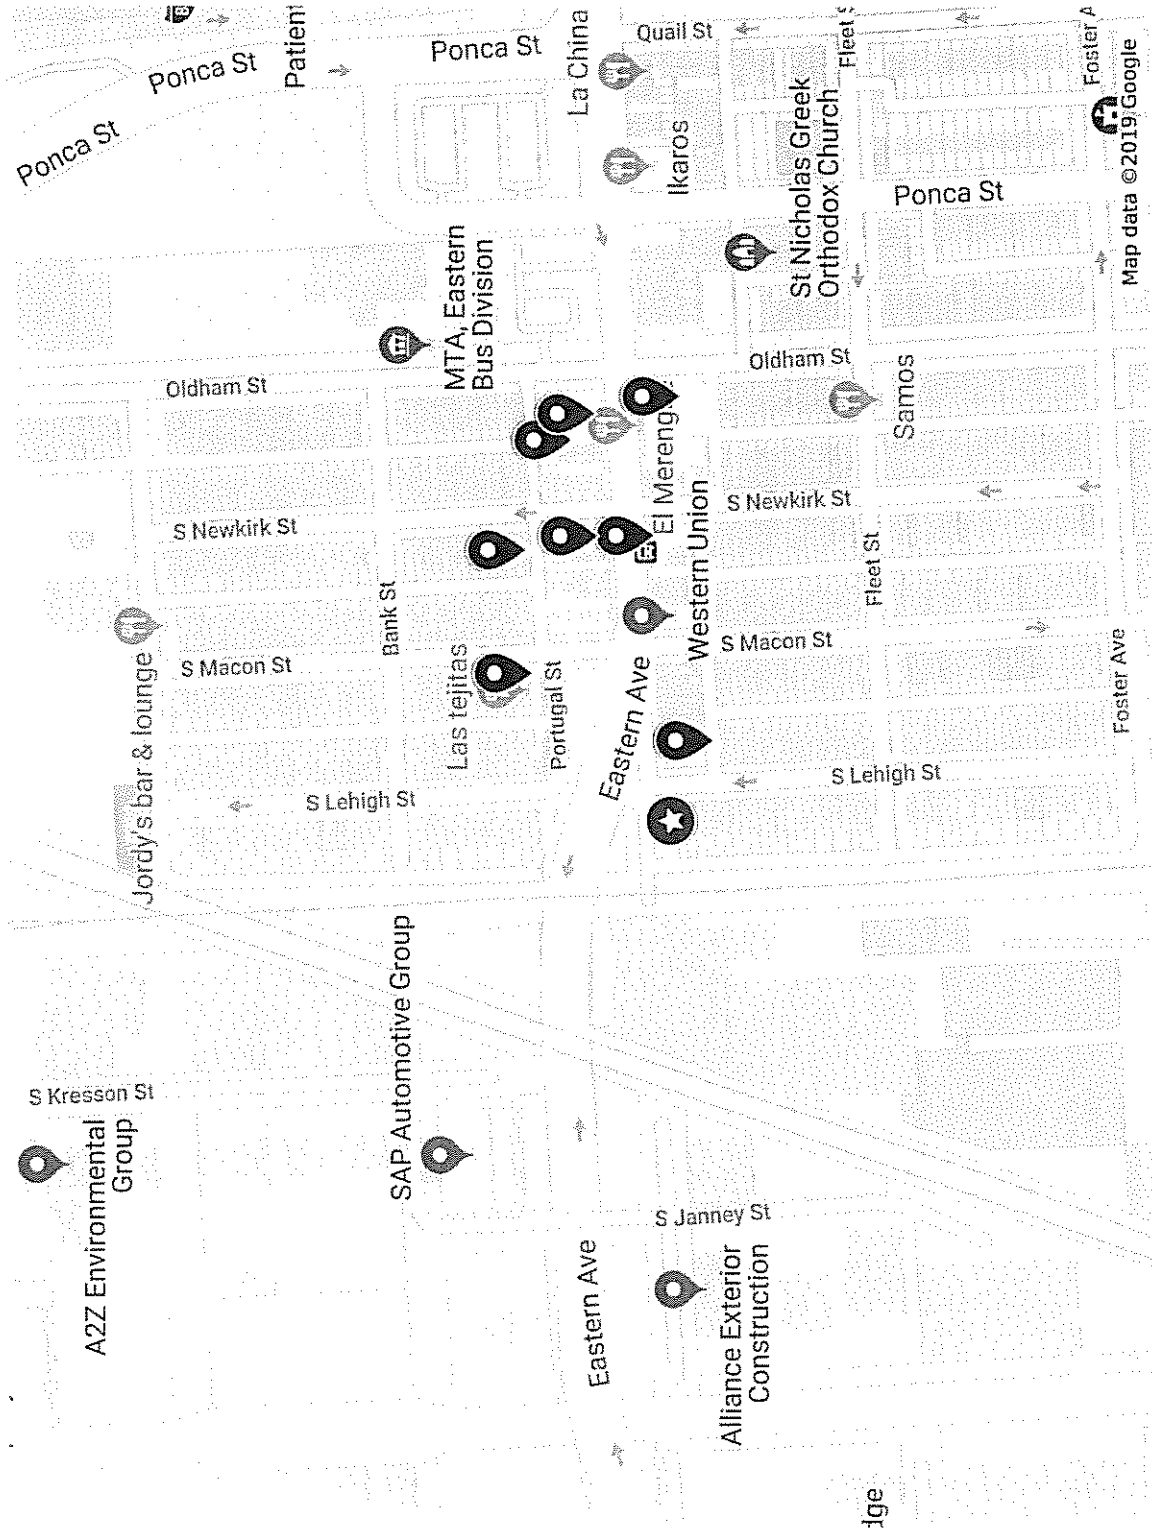 A2Z Environmental
Group
S Kresson St
Jordy's bar & lounge
Ponca St
Ponca St
Patient
S Macon St
S Newkirk St
Oldham St
S Lehigh St
Bank St
SAP Automotive Group
MTA, Eastern
Bus Division
Ponca St
Las tejitas
Portugal St
La China
Eastern Ave
Eastern Ave
El Mereng
Ikaros
Quail St
S Janney St
Western Union
Alliance Exterior
Construction
S Macon St
S Newkirk St
Oldham St
St Nicholas Greek
Orthodox Church
Fleet S
S Lehigh St
Fleet St
Samos
Ponca St
dge
Foster Ave
Foster A
Map data ©2019 Google